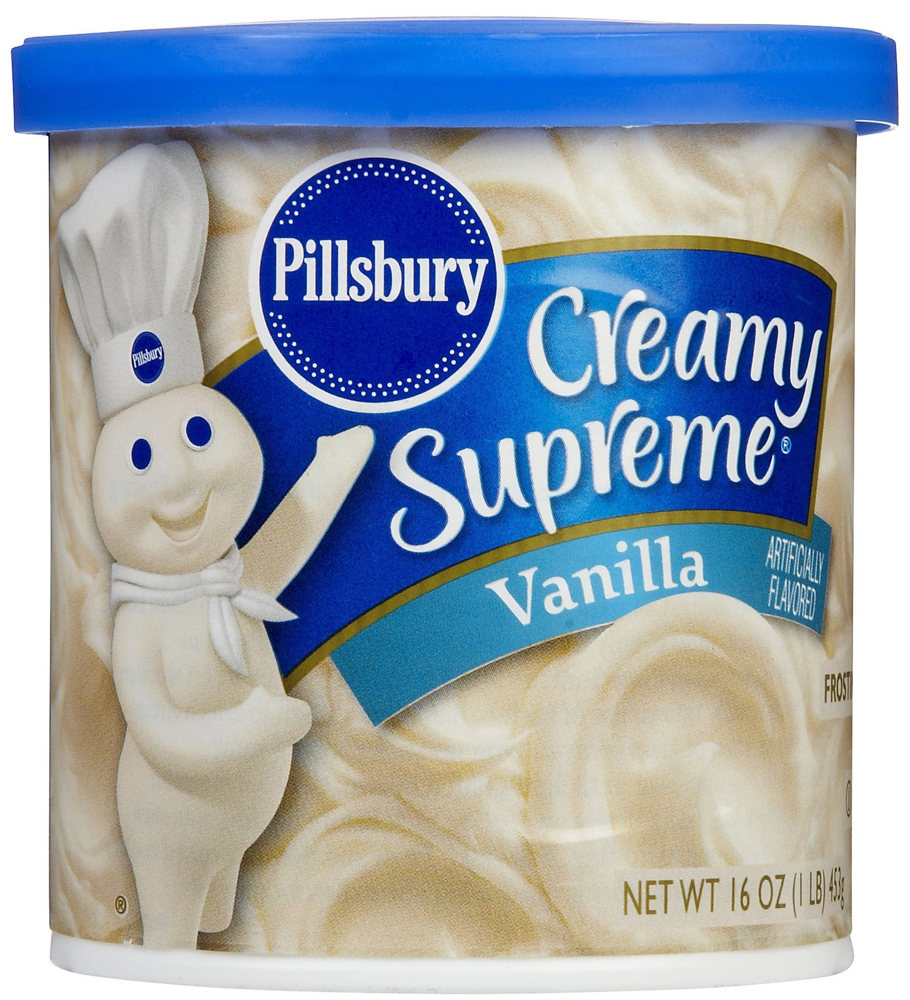 Pillsbury
Pillsbury
Creamy
Supreme®
Vanilla
ARTIFICIALLY
FLAVORED
NET WT 16 OZ (1 LB) 453g
®